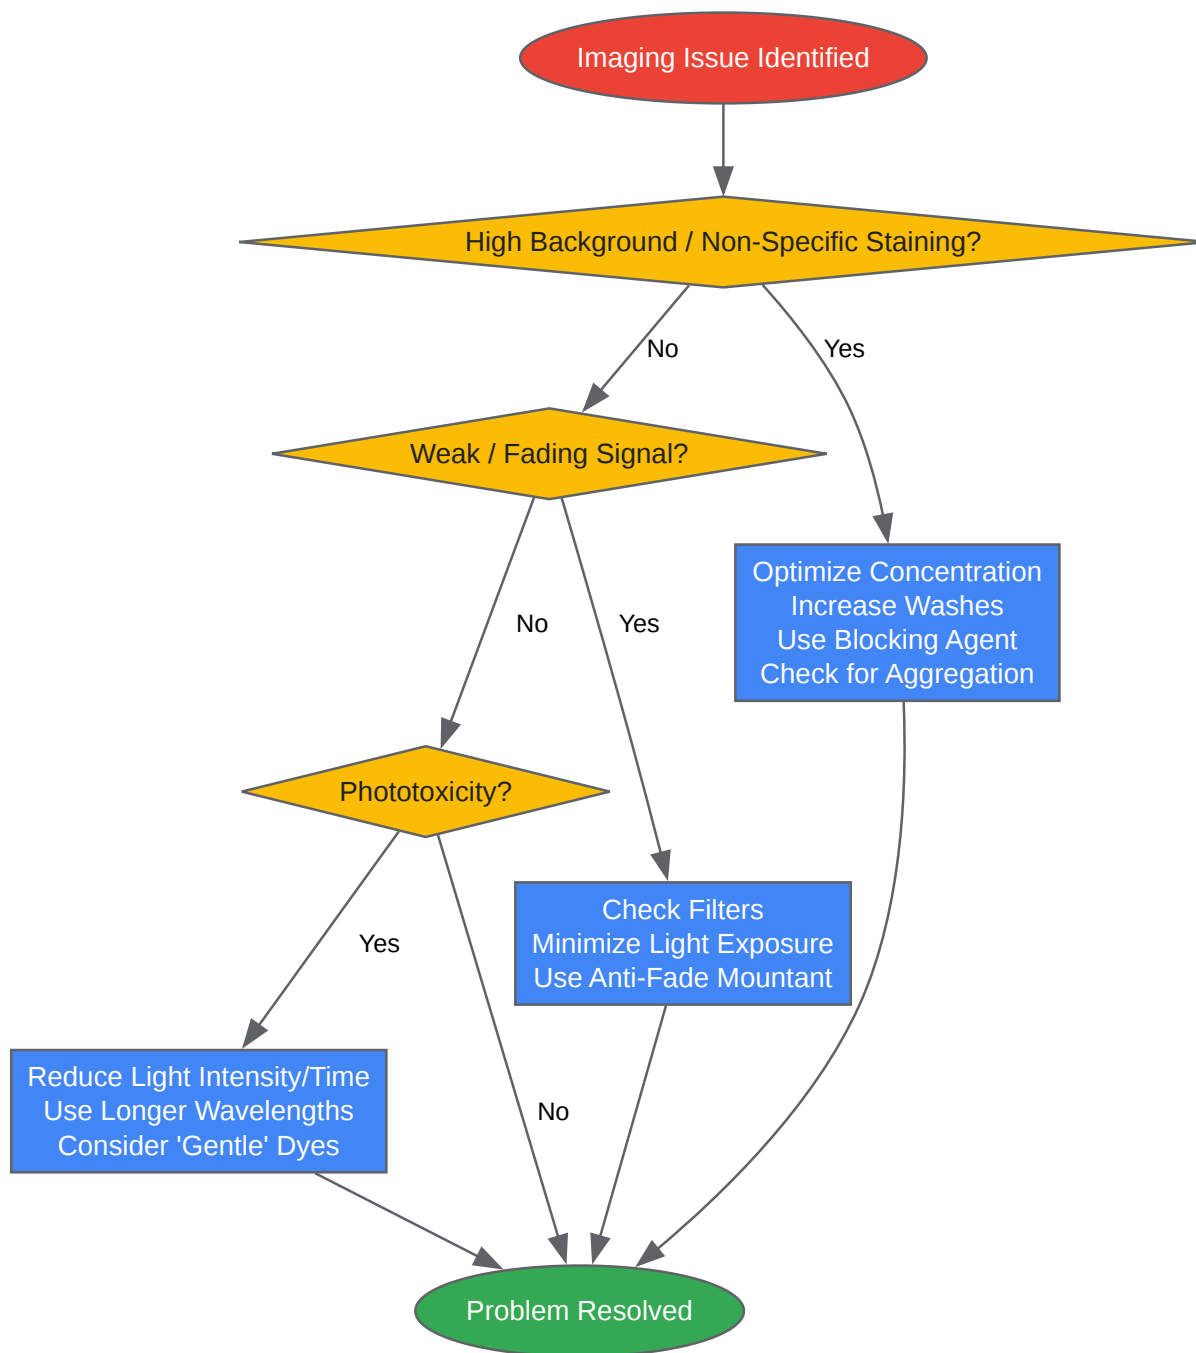 Imaging Issue Identified
High Background / Non-Specific Staining?
No
Yes
Weak / Fading Signal?
Optimize Concentration
Increase Washes
Use Blocking Agent
Check for Aggregation
No
Yes
Phototoxicity?
Check Filters
Minimize Light Exposure
Use Anti-Fade Mountant
Yes
Reduce Light Intensity/Time
Use Longer Wavelengths
Consider 'Gentle' Dyes
No
Problem Resolved